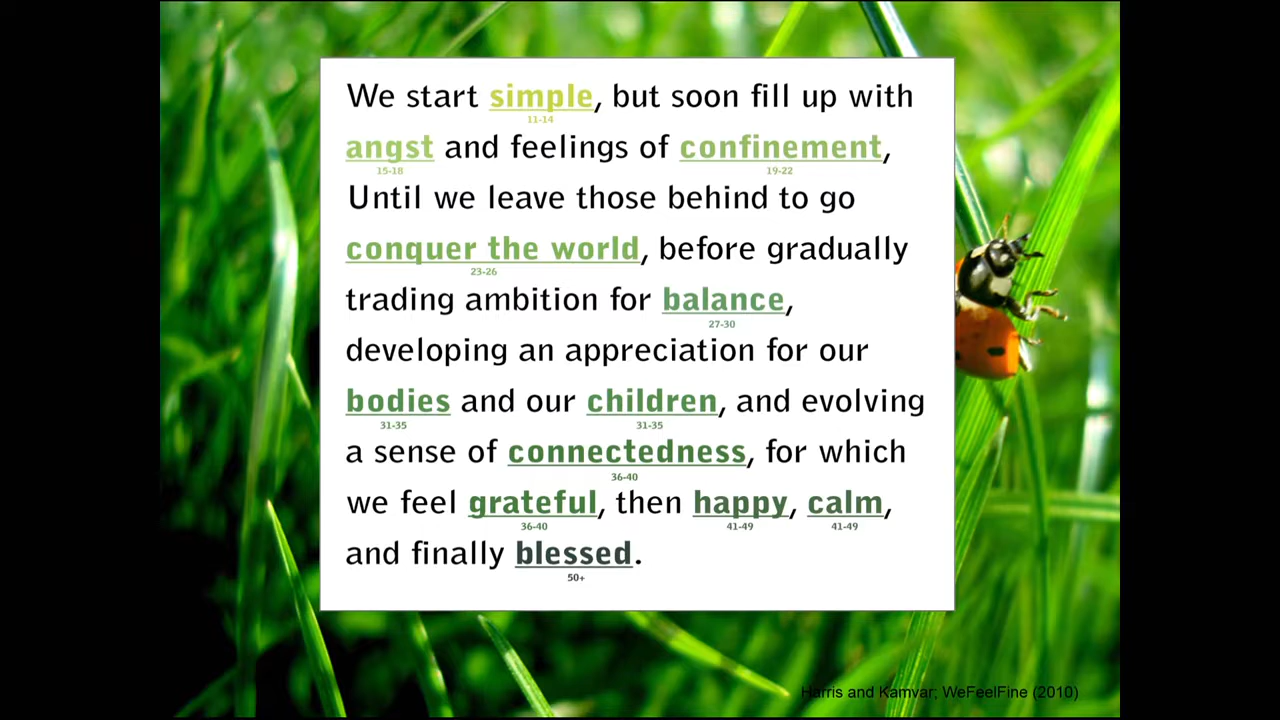 We start simple, but soon fill up with
11-14
angst and feelings of confinement,
15-18 19-22
Until we leave those behind to go
conquer the world, before gradually
23-26
trading ambition for balance,
27-30
developing an appreciation for our
bodies and our children, and evolving
31-35 31-35
a sense of connectedness, for which
36-40
we feel grateful, then happy, calm,
36-40 41-49 41-49
and finally blessed.
50+
Harris and Kamvar; WeFeelFine (2010)